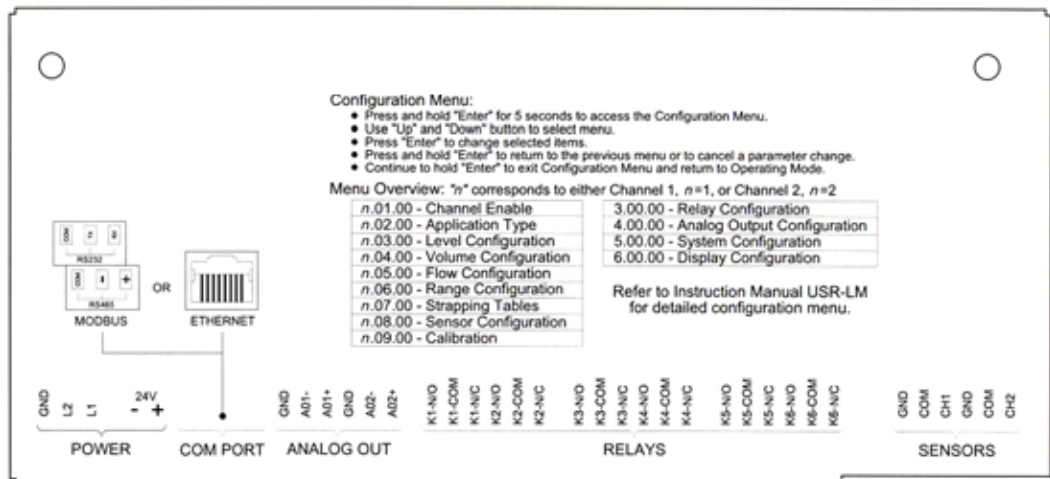 Configuration Menu:
● Press and hold "Enter" for 5 seconds to access the Configuration Menu.
● Use "Up" and "Down" button to select menu.
● Press "Enter" to change selected items.
● Press and hold "Enter" to return to the previous menu or to cancel a parameter change.
● Continue to hold "Enter" to exit Configuration Menu and return to Operating Mode.
Menu Overview: "n" corresponds to either Channel 1, n=1, or Channel 2, n=2
n.01.00 - Channel Enable
n.02.00 - Application Type
n.03.00 - Level Configuration
n.04.00 - Volume Configuration
n.05.00 - Flow Configuration
n.06.00 - Range Configuration
n.07.00 - Strapping Tables
n.08.00 - Sensor Configuration
n.09.00 - Calibration
3.00.00 - Relay Configuration
4.00.00 - Analog Output Configuration
5.00.00 - System Configuration
6.00.00 - Display Configuration
Refer to Instruction Manual USR-LM
for detailed configuration menu.
COM
RS232
COM - +
RS485
MODBUS
OR
ETHERNET
GND L2 L1 24V - +
POWER
COM PORT
GND A01- A01+ GND A02- A02+
ANALOG OUT
K1-N/O K1-COM K1-N/C K2-N/O K2-COM K2-N/C K3-N/O K3-COM K3-N/C K4-N/O K4-COM K4-N/C K5-N/O K5-COM K5-N/C K6-N/O K6-COM K6-N/C
RELAYS
GND COM CH1 GND COM CH2
SENSORS